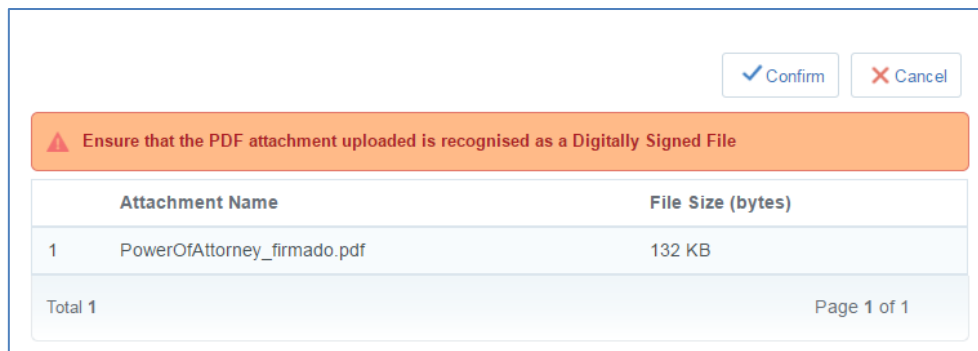 Confirm Cancel
Ensure that the PDF attachment uploaded is recognised as a Digitally Signed File
Attachment Name File Size (bytes)
1 PowerOfAttorney_firmado.pdf 132 KB
Total 1 Page 1 of 1